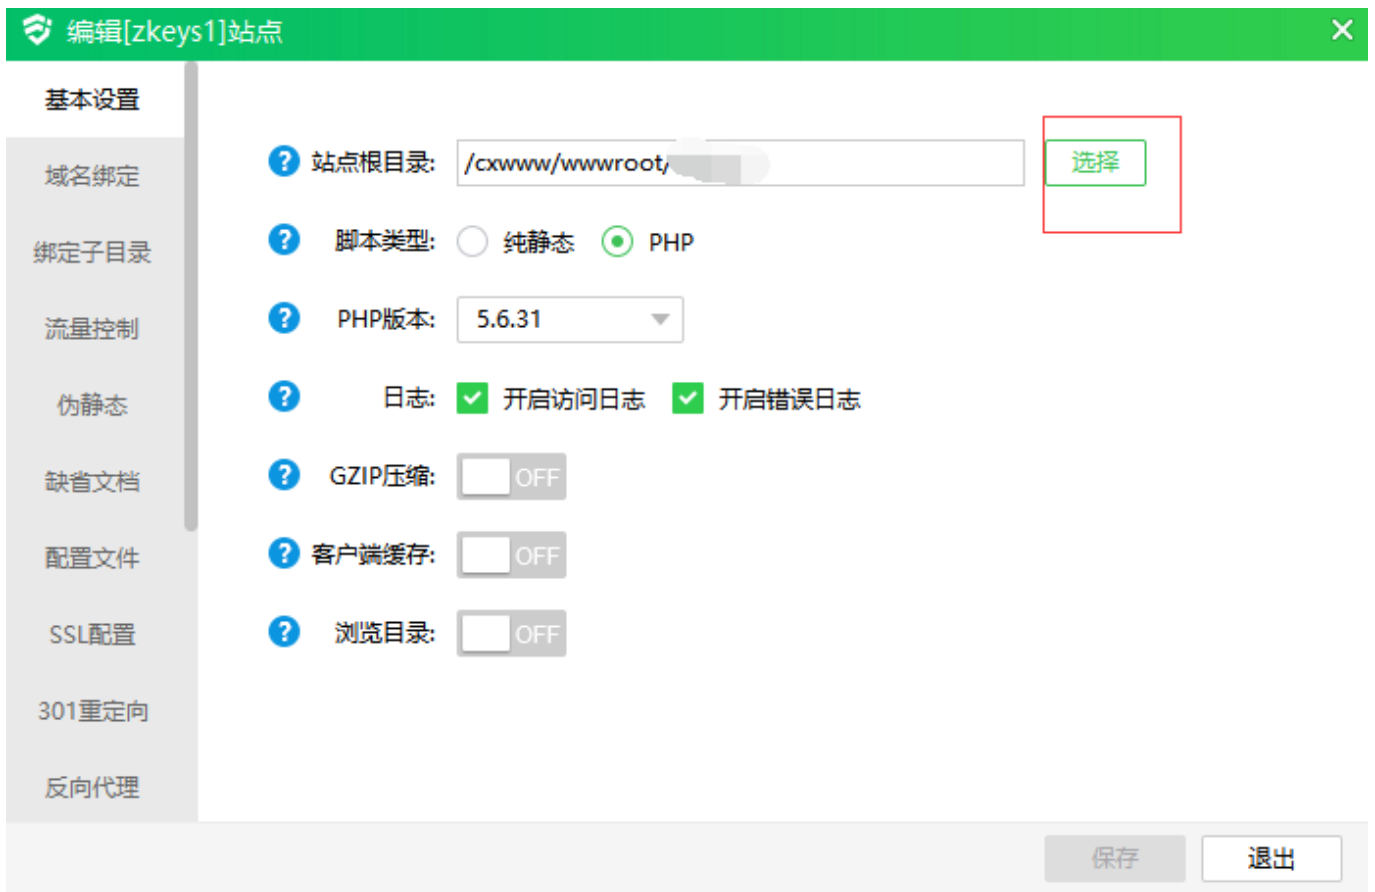 编辑[zkeys1]站点
基本设置
域名绑定
绑定子目录
流量控制
伪静态
缺省文档
配置文件
SSL配置
301重定向
反向代理
? 站点根目录: /cxwww/wwwroot/ 选择
? 脚本类型: 纯静态 PHP
? PHP版本: 5.6.31
? 日志: 开启访问日志 开启错误日志
? GZIP压缩: OFF
? 客户端缓存: OFF
? 浏览目录: OFF
保存 退出